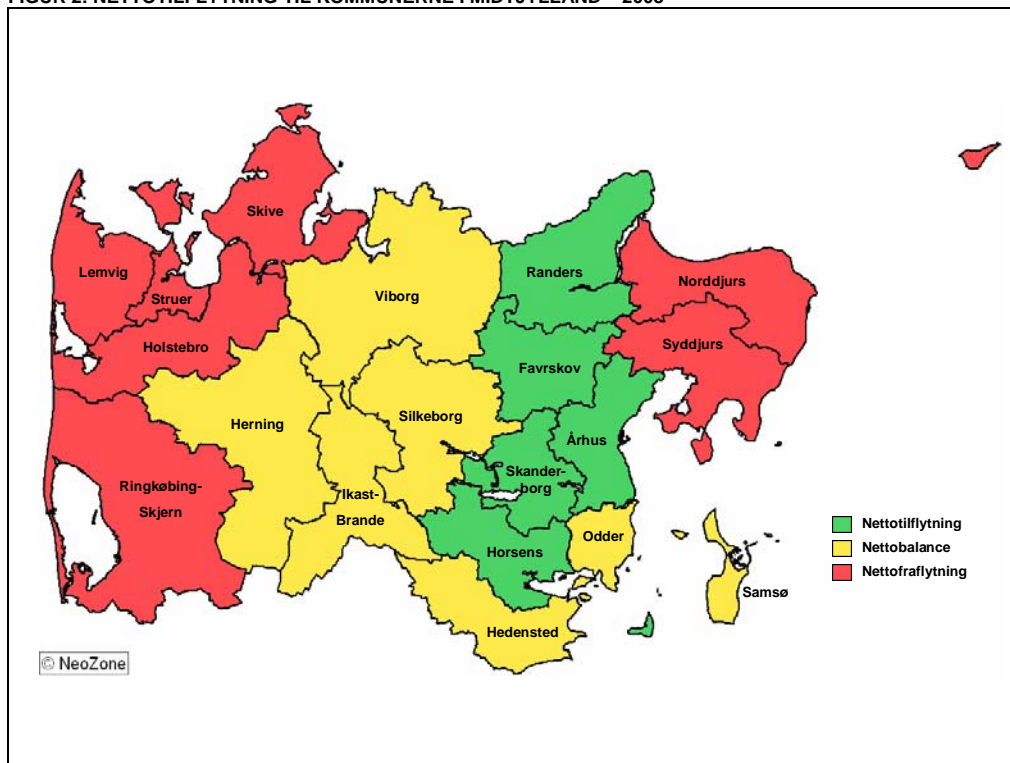 Skive
Lemvig
Struer
Holstebro
Viborg
Randers
Norddjurs
Syddjurs
Favrskov
Herning
Silkeborg
Århus
Skander-
borg
Ringkøbing-
Skjern
Ikast-
Brande
Horsens
Odder
Samsø
Hedensted
Nettotilflytning
Nettobalance
Nettofraflytning
© NeoZone